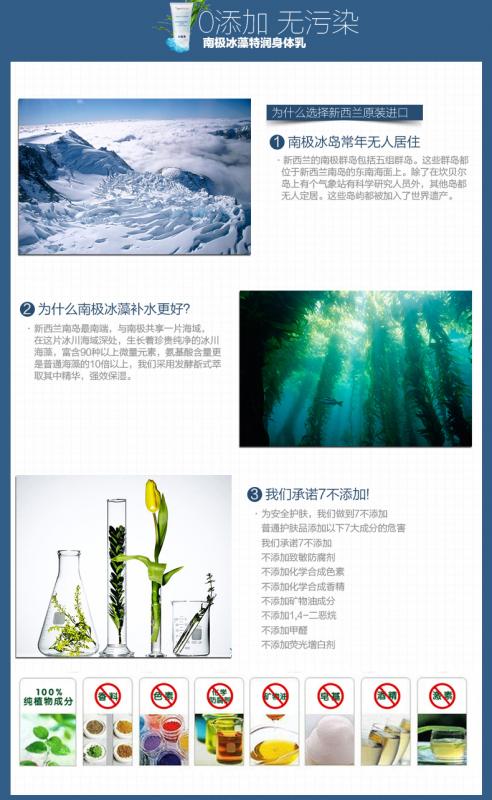 0添加 无污染
南极冰藻特润身体乳
为什么选择新西兰原装进口
1 南极冰岛常年无人居住
· 新西兰的南极群岛包括五组群岛。这些群岛都
位于新西兰南岛的东南海面上。除了在坎贝尔
岛上有个气象站有科学研究人员外，其他岛都
无人定居。这些岛屿都被加入了世界遗产。
2 为什么南极冰藻补水更好?
· 新西兰南岛最南端，与南极共享一片海域，
在这片冰川海域深处，生长着珍贵纯净的冰川
海藻，富含90种以上微量元素，氨基酸含量更
是普通海藻的10倍以上，我们采用发酵新式萃
取其中精华，强效保湿。
3 我们承诺7不添加!
· 为安全护肤，我们做到7不添加
普通护肤品添加以下7大成分的危害
我们承诺7不添加
不添加致敏防腐剂
不添加化学合成色素
不添加化学合成香精
不添加矿物油成分
不添加1,4-二恶烷
不添加甲醛
不添加荧光增白剂
100%
纯植物成分
香料
色素
化学
防腐剂
矿物油
皂基
酒精
激素